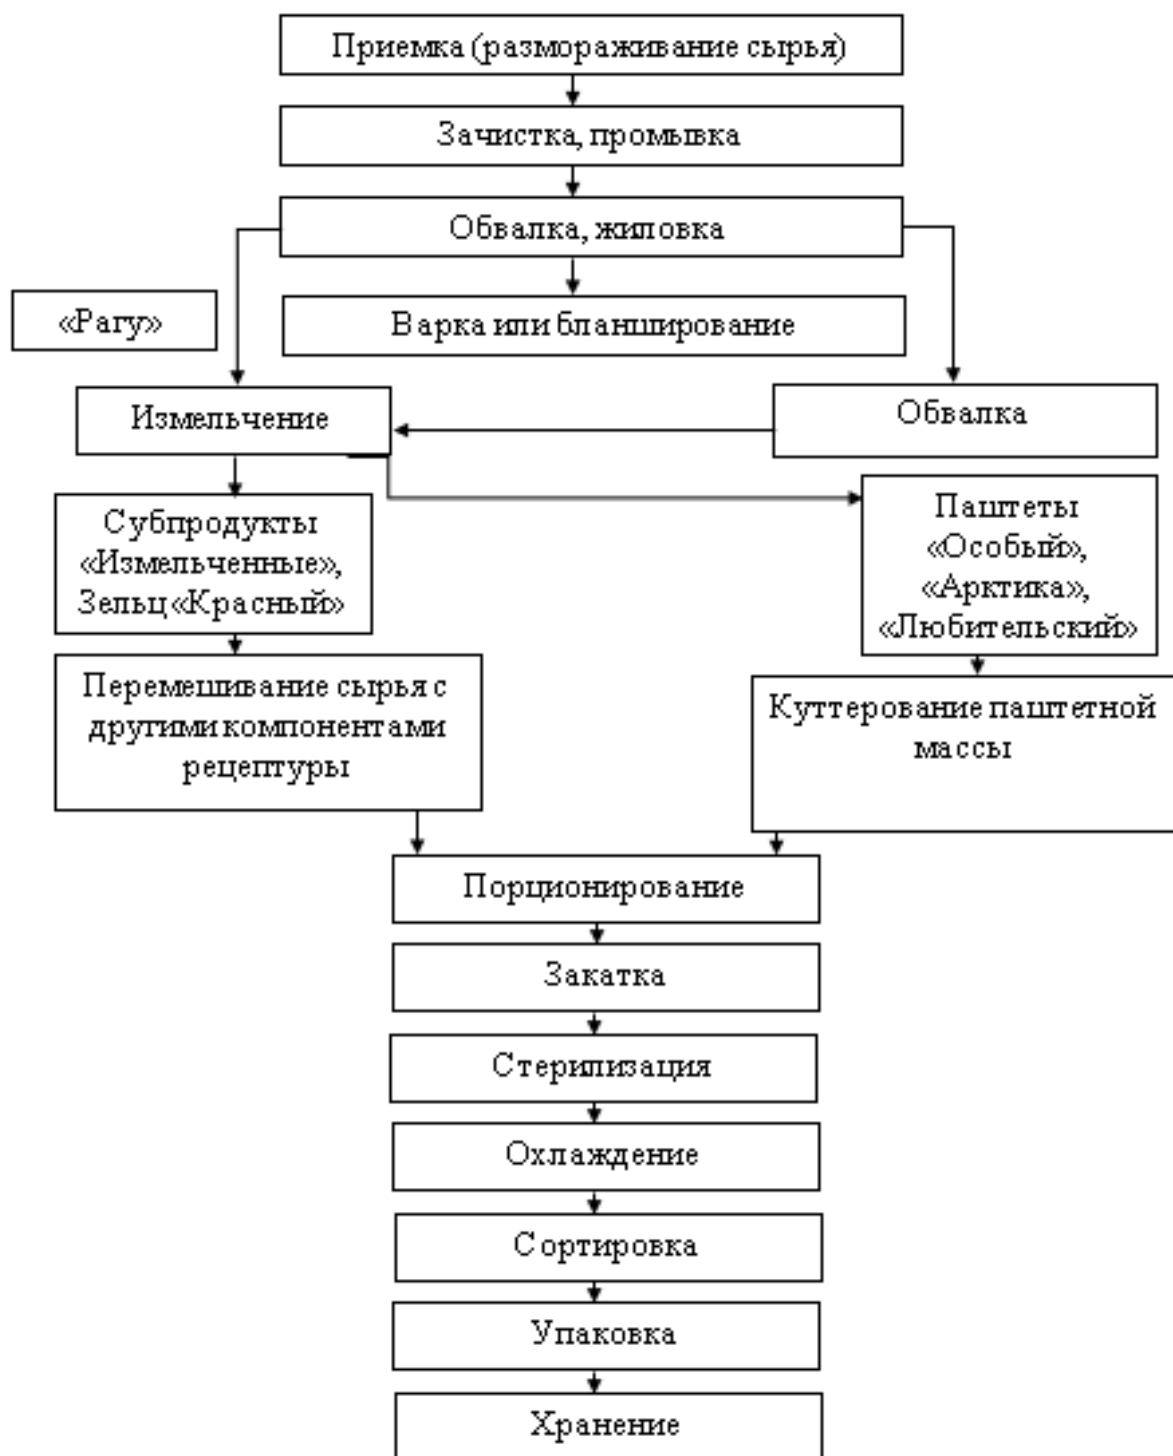 Приемка (размораживание сырья)
Зачистка, промывка
Обвалка, жиловка
«Рагу»
Варка или бланширование
Измельчение
Обвалка
Субпродукты
«Измельченные»,
Зельц «Красный»
Паштеты
«Особый»,
«Арктика»,
«Любительский»
Перемешивание сырья с
другими компонентами
рецептуры
Куттерование паштетной
массы
Порционирование
Закатка
Стерилизация
Охлаждение
Сортировка
Упаковка
Хранение